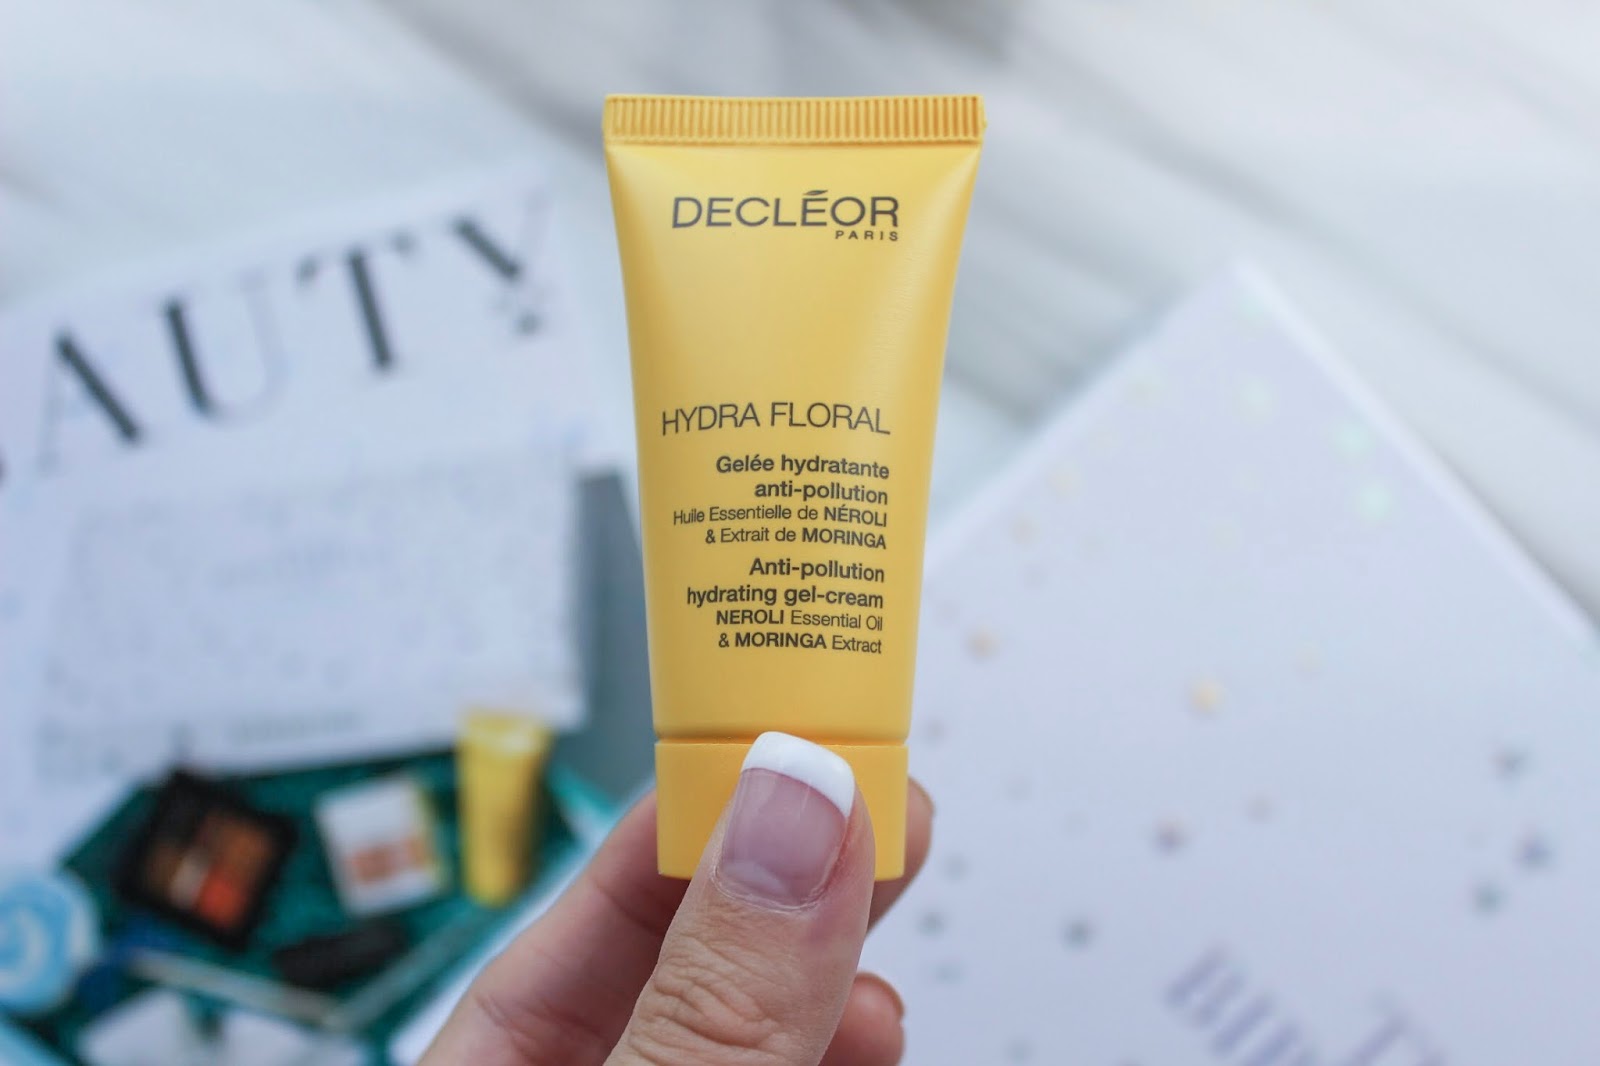 DECLÉOR
PARIS
HYDRA FLORAL
Gelée hydratante
anti-pollution
Huile Essentielle de NÉROLI
& Extrait de MORINGA
Anti-pollution
hydrating gel-cream
NEROLI Essential Oil
& MORINGA Extract
AUTY